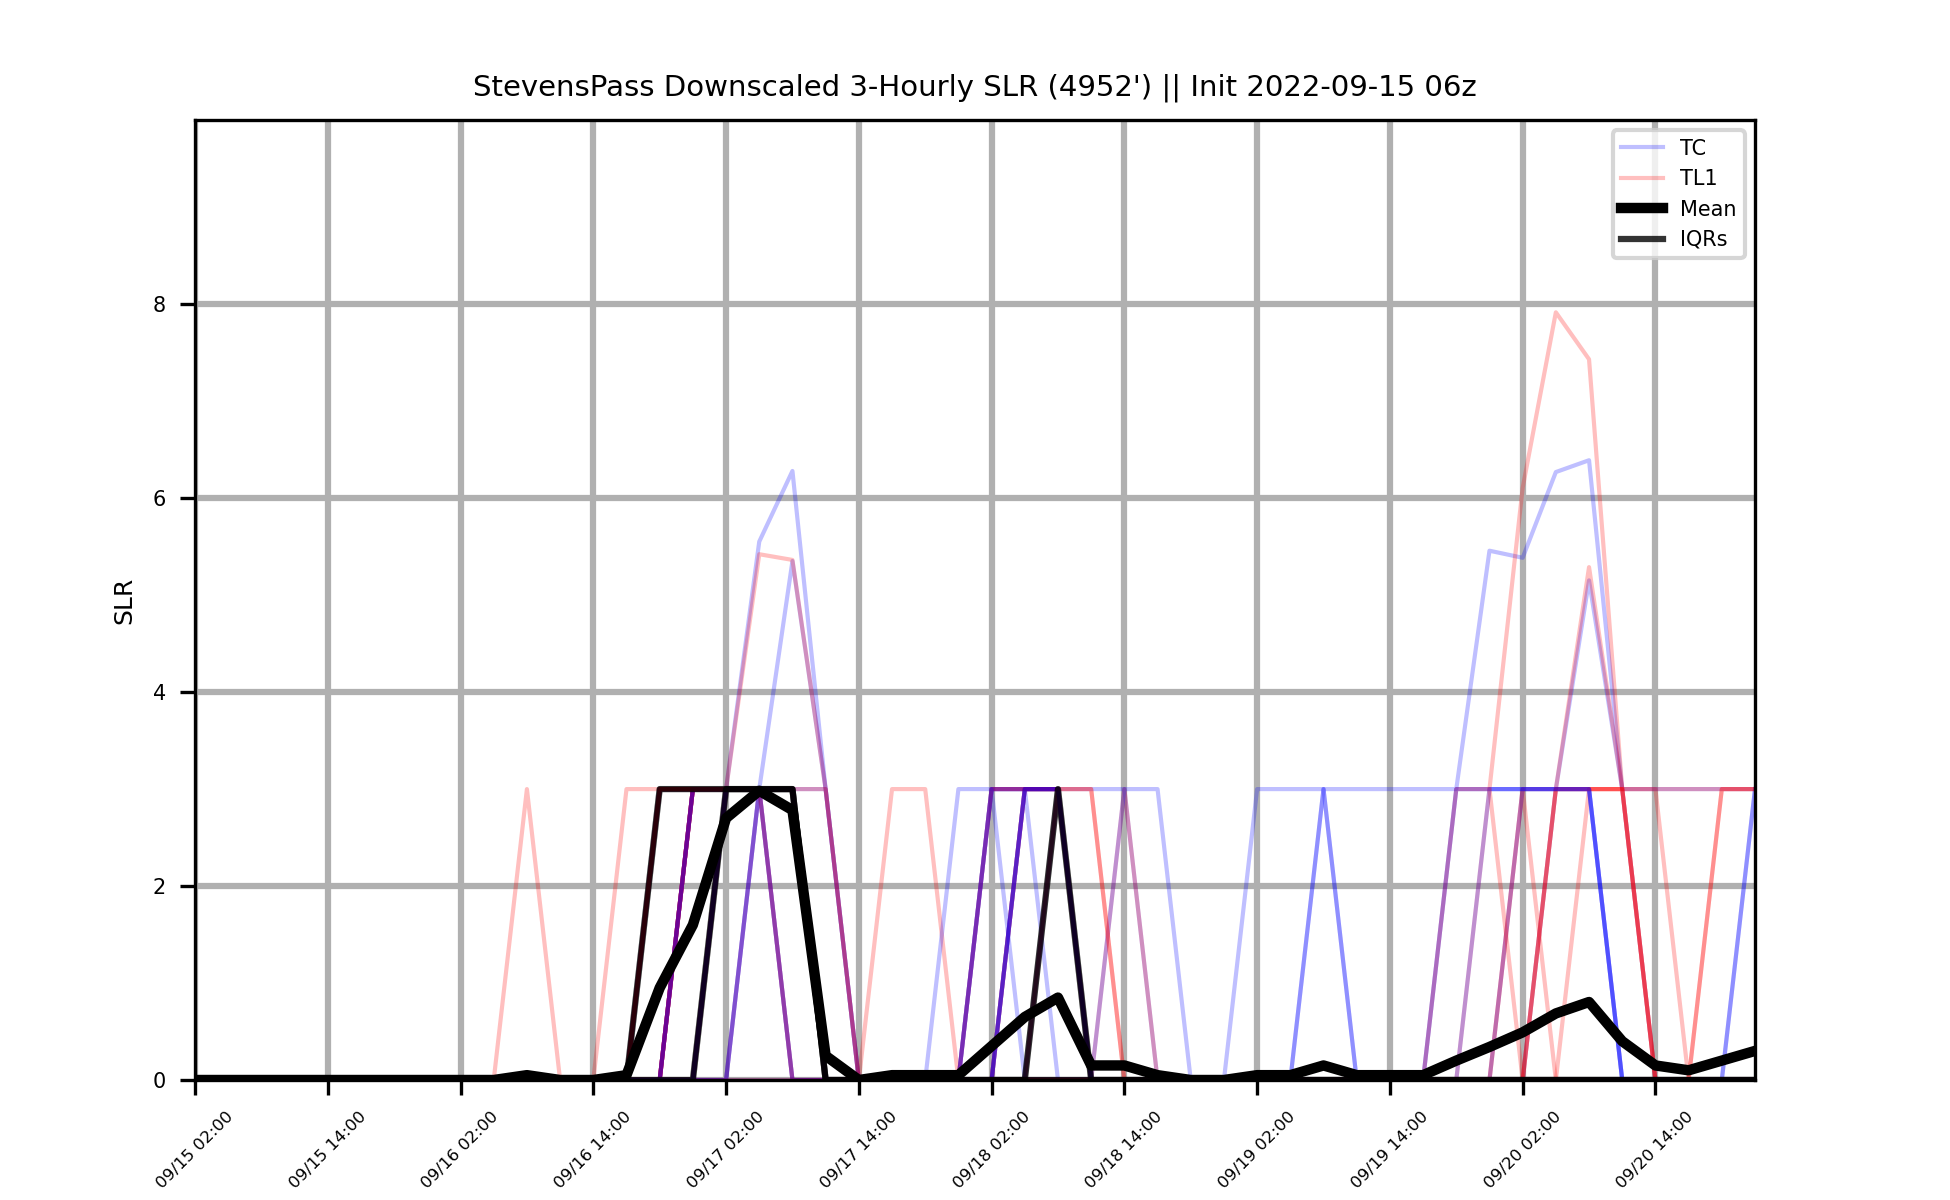 StevensPass Downscaled 3-Hourly SLR (4952') || Init 2022-09-15 06z
TC
TL1
Mean
IQRs
8
6
4
2
0
SLR
09/15 02:00
09/15 14:00
09/16 02:00
09/16 14:00
09/17 02:00
09/17 14:00
09/18 02:00
09/18 14:00
09/19 02:00
09/19 14:00
09/20 02:00
09/20 14:00